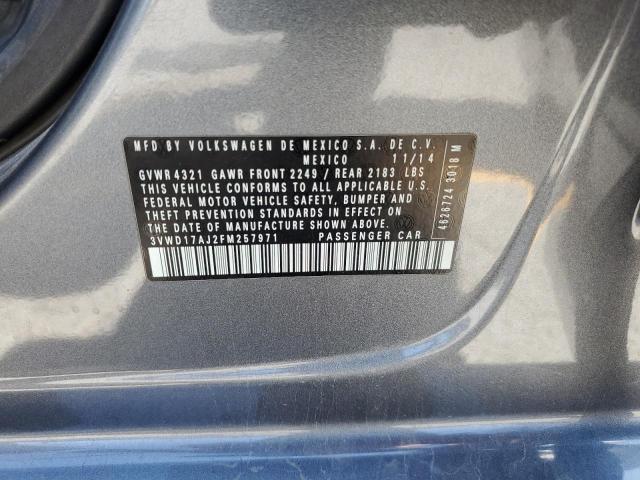 MFD BY VOLKSWAGEN DE MEXICO S.A. DE C.V.
MEXICO 11/14
GVWR 4321 GAWR FRONT 2249 / REAR 2183 LBS
THIS VEHICLE CONFORMS TO ALL APPLICABLE U.S.
FEDERAL MOTOR VEHICLE SAFETY, BUMPER AND
THEFT PREVENTION STANDARDS IN EFFECT ON
THE DATE OF MANUFACTURE SHOWN ABOVE.
3VWD17AJ2FM257971 PASSENGER CAR
4628724 3018 M